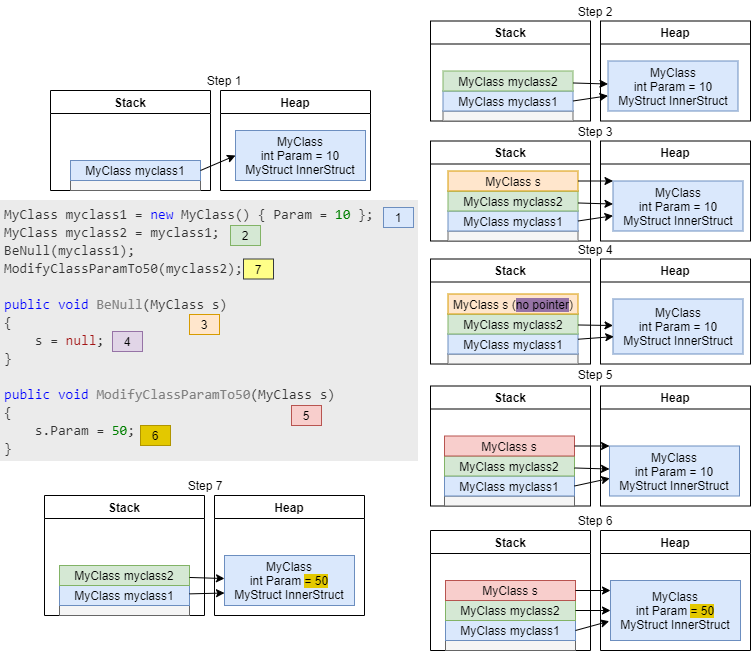 Step 1
Stack
Heap
MyClass myclass1
MyClass
int Param = 10
MyStruct InnerStruct
MyClass myclass1 = new MyClass() { Param = 10 };
1
MyClass myclass2 = myclass1;
2
BeNull(myclass1);
ModifyClassParamTo50(myclass2);
7
public void BeNull(MyClass s)
{
3
s = null;
4
}
public void ModifyClassParamTo50(MyClass s)
{
5
s.Param = 50;
6
}
Step 7
Stack
Heap
MyClass myclass2
MyClass myclass1
MyClass
int Param = 50
MyStruct InnerStruct
Step 2
Stack
Heap
MyClass myclass2
MyClass myclass1
MyClass
int Param = 10
MyStruct InnerStruct
Step 3
Stack
Heap
MyClass s
MyClass myclass2
MyClass myclass1
MyClass
int Param = 10
MyStruct InnerStruct
Step 4
Stack
Heap
MyClass s (no pointer)
MyClass myclass2
MyClass myclass1
MyClass
int Param = 10
MyStruct InnerStruct
Step 5
Stack
Heap
MyClass s
MyClass myclass2
MyClass myclass1
MyClass
int Param = 10
MyStruct InnerStruct
Step 6
Stack
Heap
MyClass s
MyClass myclass2
MyClass myclass1
MyClass
int Param = 50
MyStruct InnerStruct